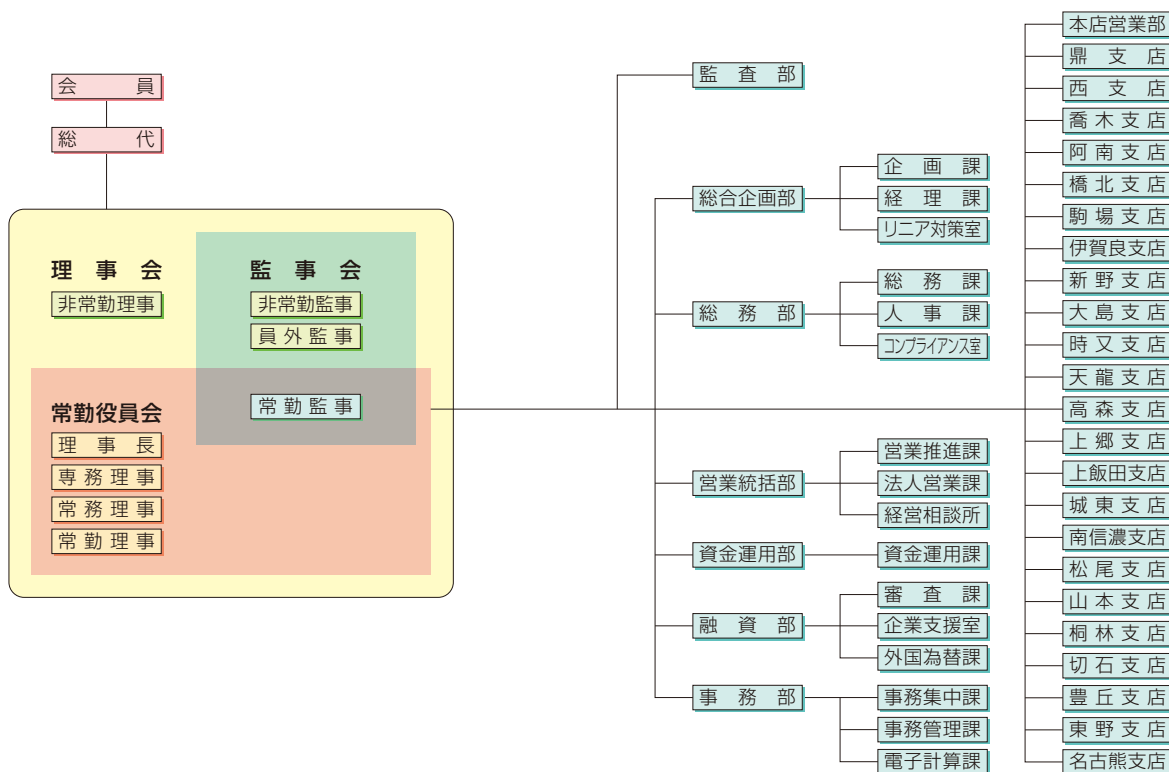 会員
総代
理事会
非常勤理事
監事会
非常勤監事
員外監事
常勤監事
常勤役員会
理事長
専務理事
常務理事
常勤理事
監査部
総合企画部
企画課
経理課
リニア対策室
総務部
総務課
人事課
コンプライアンス室
営業統括部
営業推進課
法人営業課
経営相談所
資金運用部
資金運用課
融資部
審査課
企業支援室
外国為替課
事務部
事務集中課
事務管理課
電子計算課
本店営業部
鼎支店
西支店
喬木支店
阿南支店
橋北支店
駒場支店
伊賀良支店
新野支店
大島支店
時又支店
天龍支店
高森支店
上郷支店
上飯田支店
城東支店
南信濃支店
松尾支店
山本支店
桐林支店
切石支店
豊丘支店
東野支店
名古熊支店